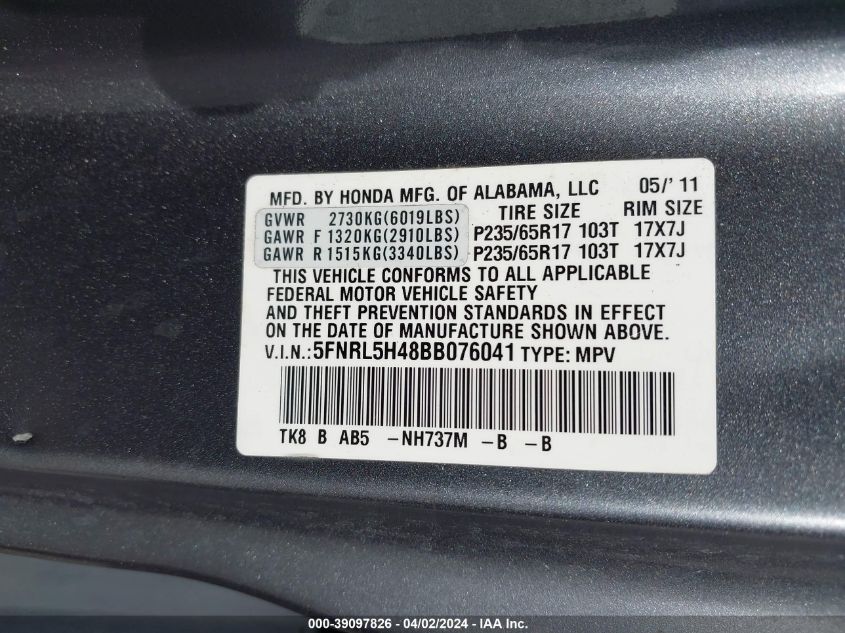 MFD. BY HONDA MFG. OF ALABAMA, LLC 05/'11
GVWR 2730KG(6019LBS) TIRE SIZE RIM SIZE
GAWR F 1320KG(2910LBS) P235/65R17 103T 17X7J
GAWR R 1515KG(3340LBS) P235/65R17 103T 17X7J
THIS VEHICLE CONFORMS TO ALL APPLICABLE
FEDERAL MOTOR VEHICLE SAFETY
AND THEFT PREVENTION STANDARDS IN EFFECT
ON THE DATE OF MANUFACTURE SHOWN ABOVE.
V.I.N.:5FNRL5H48BB076041 TYPE: MPV
TK8 B AB5 -NH737M -B -B
COPART-39097826 / 04/02/2024 - IAA Inc.